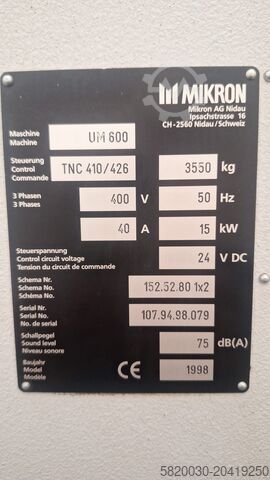 MIKRON
Mikron AG Nidau
Ipsachstrasse 16
CH-2560 Nidau/Schweiz
Maschine
Machine
UM 600
Steuerung
Control
Commande
TNC 410/426
3550 kg
3 Phasen
3 Phases
400 V
50 Hz
40 A
15 kW
Steuerspannung
Control circuit voltage
Tension du circuit de commande
24 V DC
Schema Nr.
Schema No.
Schéma No.
152.52.80 1x2
Serial Nr.
Serial No.
No. de serial
107.94.98.079
Schallpegel
Sound level
Niveau sonore
75 dB(A)
Baujahr
Model
Modèle
CE
1998
5820030-20419250